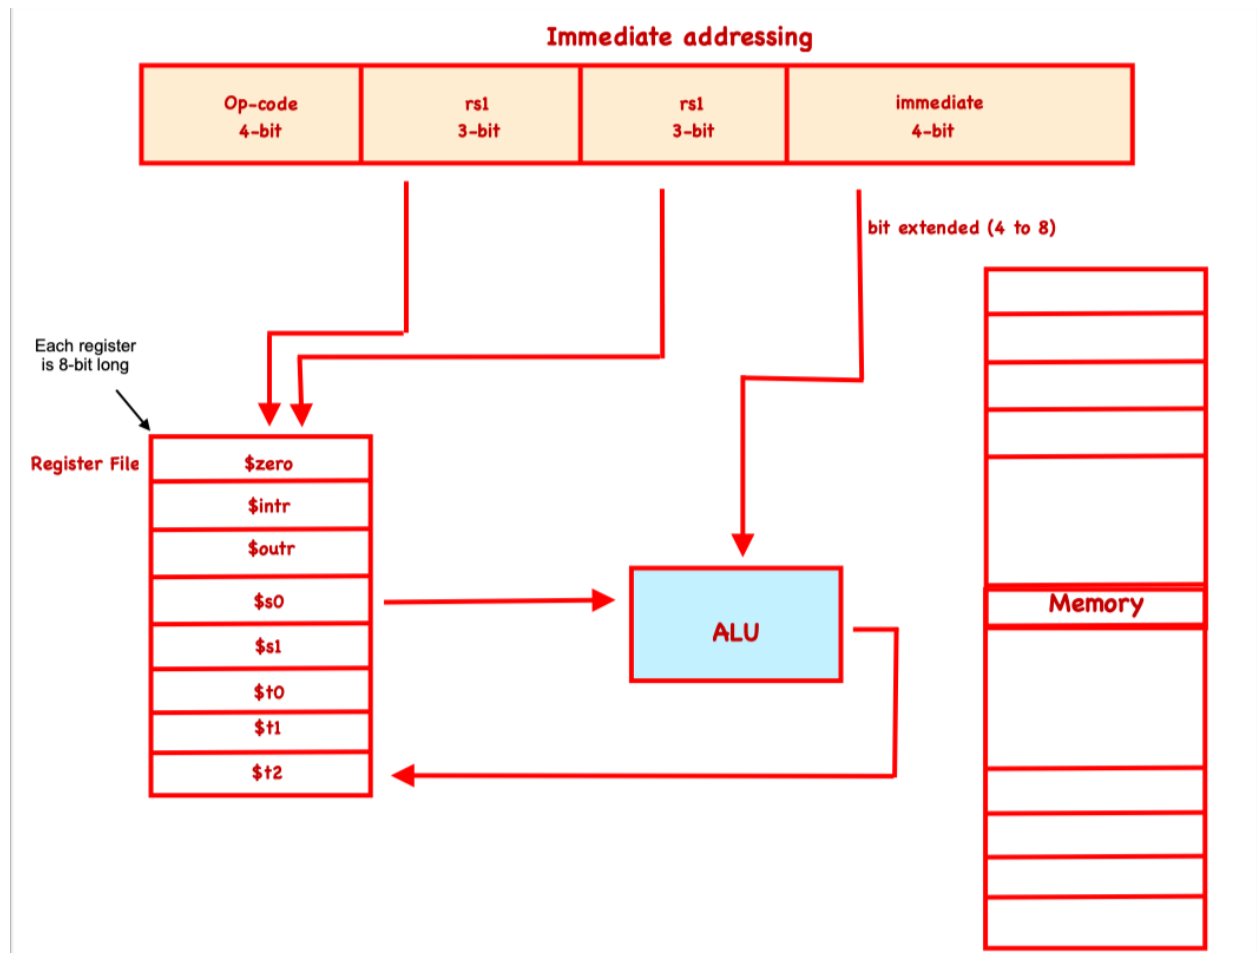 Immediate addressing
Op-code
4-bit
rs1
3-bit
rs1
3-bit
immediate
4-bit
bit extended (4 to 8)
Each register
is 8-bit long
Register File
$zero
$intr
$outr
$s0
$s1
$t0
$t1
$t2
ALU
Memory